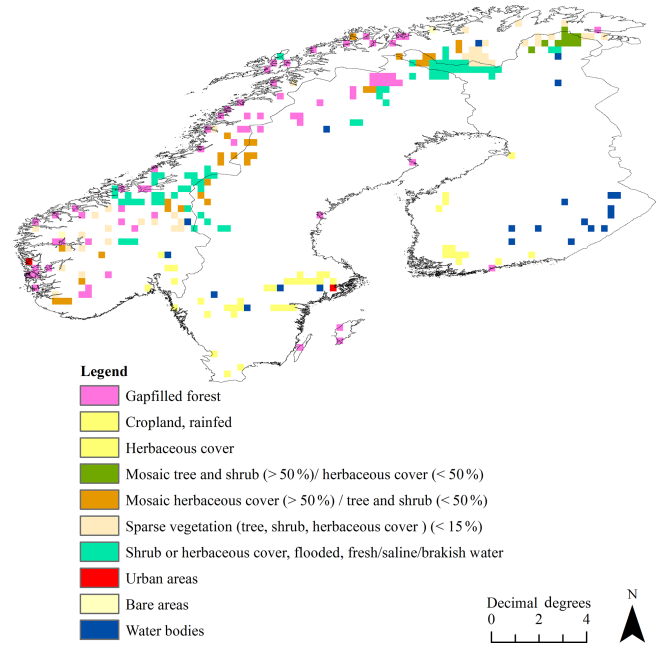 Legend
Gapfilled forest
Cropland, rainfed
Herbaceous cover
Mosaic tree and shrub (> 50 %)/ herbaceous cover (< 50 %)
Mosaic herbaceous cover (> 50 %) / tree and shrub (< 50 %)
Sparse vegetation (tree, shrub, herbaceous cover ) (< 15 %)
Shrub or herbaceous cover, flooded, fresh/saline/brakish water
Urban areas
Bare areas
Water bodies
Decimal degrees
0 2 4
N